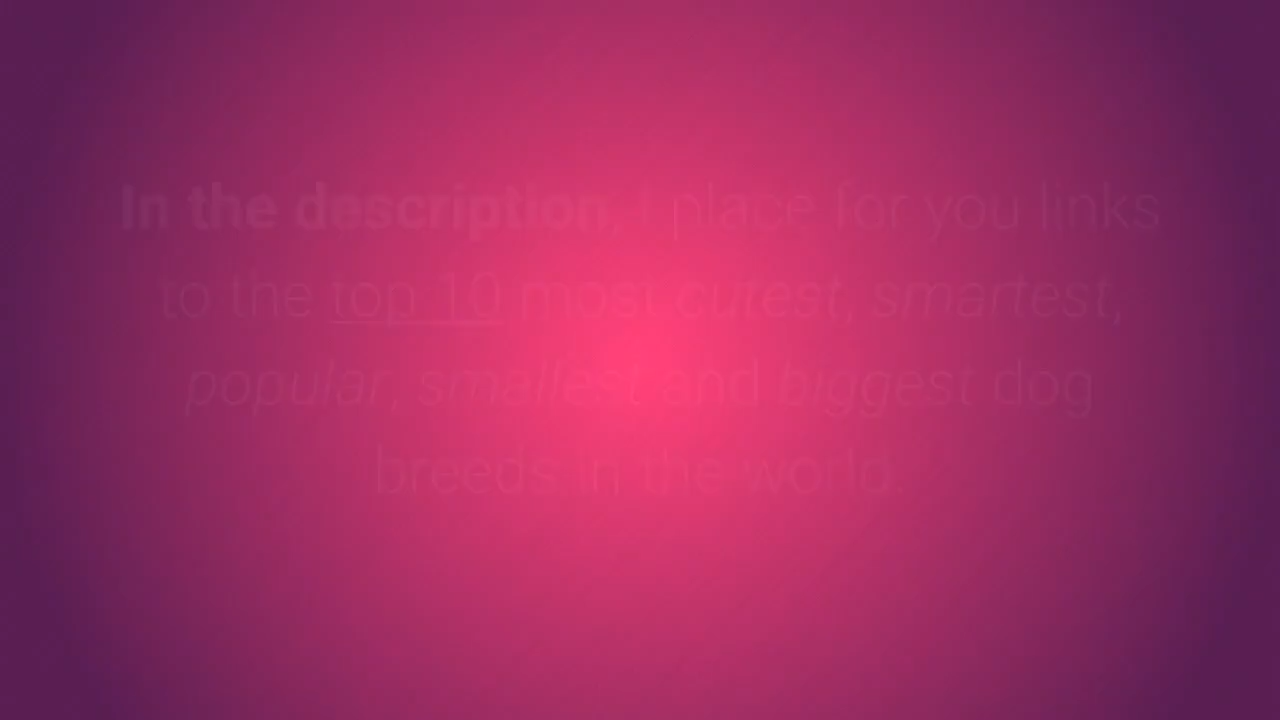 In the description, I place for you links
to the top 10 most cutest, smartest,
popular, smallest and biggest dog
breeds in the world.